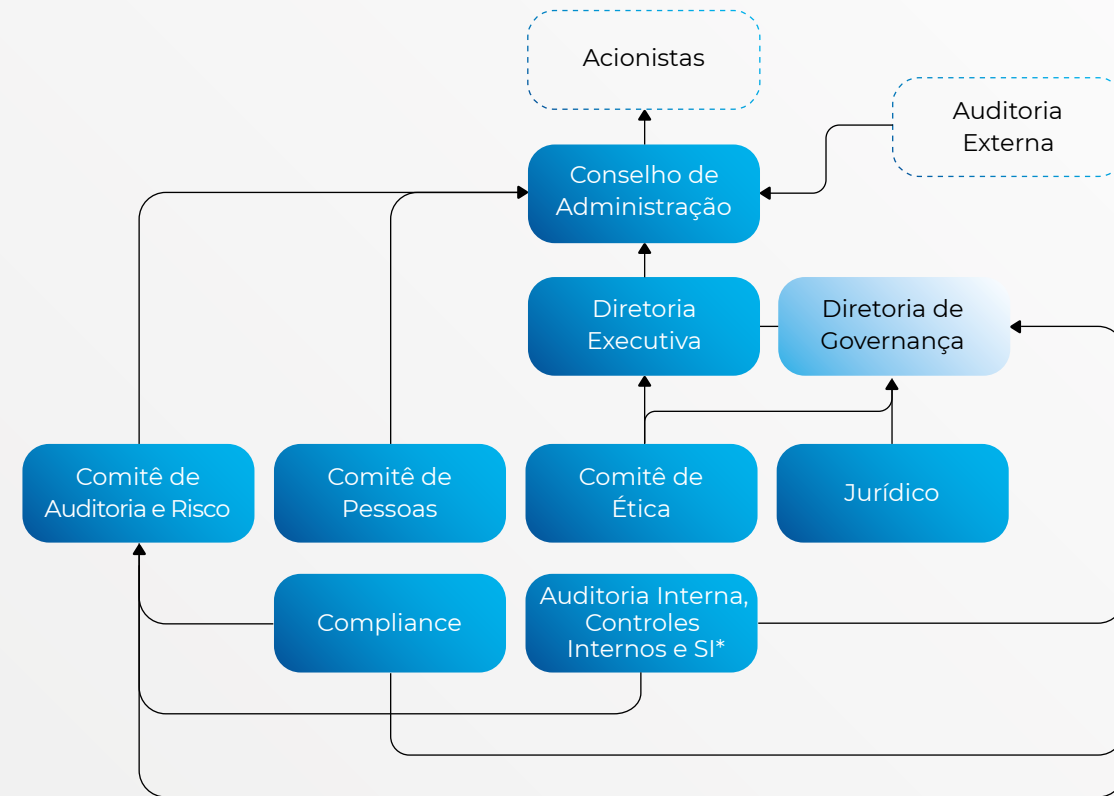 Acionistas
Auditoria
Externa
Conselho de
Administração
Diretoria
Executiva
Diretoria de
Governança
Comitê de
Auditoria e Risco
Comitê de
Pessoas
Comitê de
Ética
Jurídico
Compliance
Auditoria Interna,
Controles
Internos e SI*